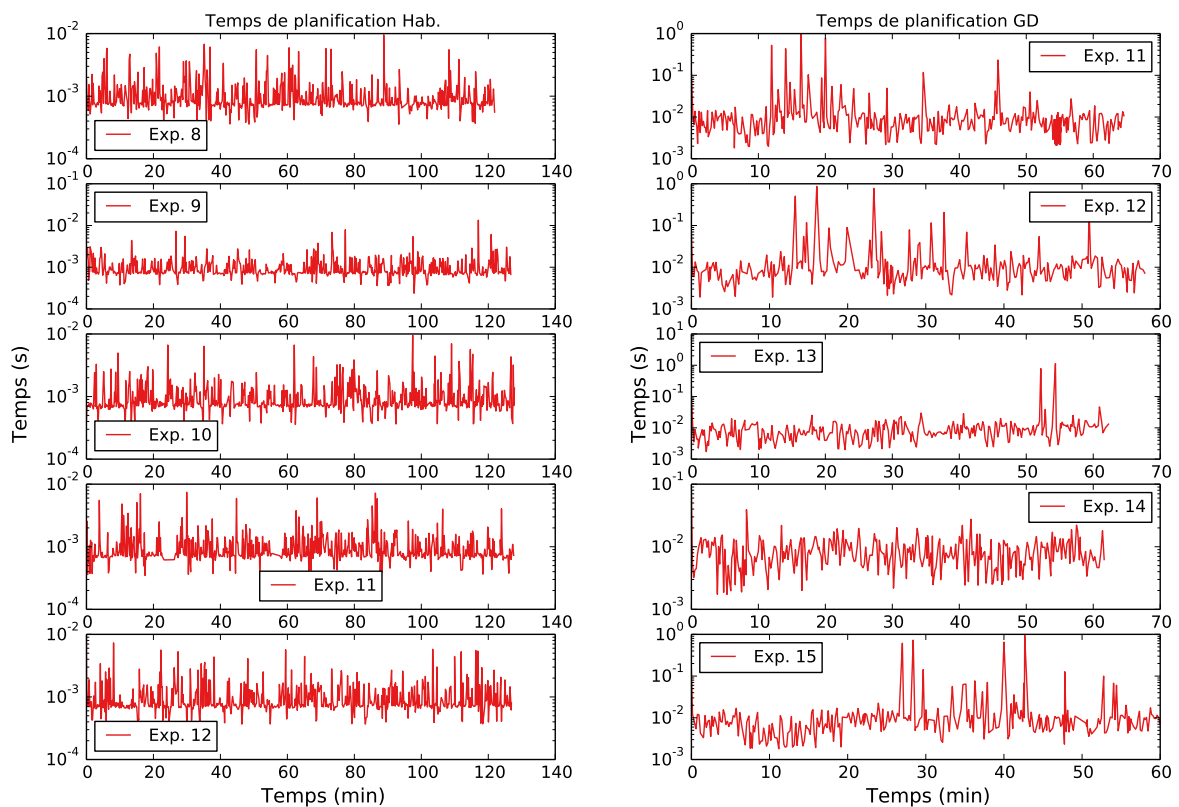 Temps de planification Hab.
10^-2
10^-3
10^-4
Exp. 8
0 20 40 60 80 100 120 140
10^-1
10^-2
10^-3
10^-4
Exp. 9
0 20 40 60 80 100 120 140
10^-2
10^-3
10^-4
Exp. 10
0 20 40 60 80 100 120 140
10^-2
10^-3
10^-4
Exp. 11
0 20 40 60 80 100 120 140
10^-2
10^-3
10^-4
Exp. 12
0 20 40 60 80 100 120 140
Temps (s)
Temps (min)
Temps de planification GD
10^0
10^-1
10^-2
10^-3
Exp. 11
0 10 20 30 40 50 60 70
10^0
10^-1
10^-2
10^-3
Exp. 12
0 10 20 30 40 50 60
10^1
10^0
10^-1
10^-2
10^-3
Exp. 13
0 10 20 30 40 50 60 70
10^-1
10^-2
10^-3
Exp. 14
0 10 20 30 40 50 60 70
10^0
10^-1
10^-2
10^-3
Exp. 15
0 10 20 30 40 50 60
Temps (s)
Temps (min)